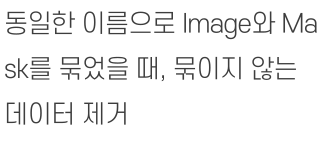 동일한 이름으로 Image와 Ma
sk를 묶었을 때, 묶이지 않는
데이터 제거